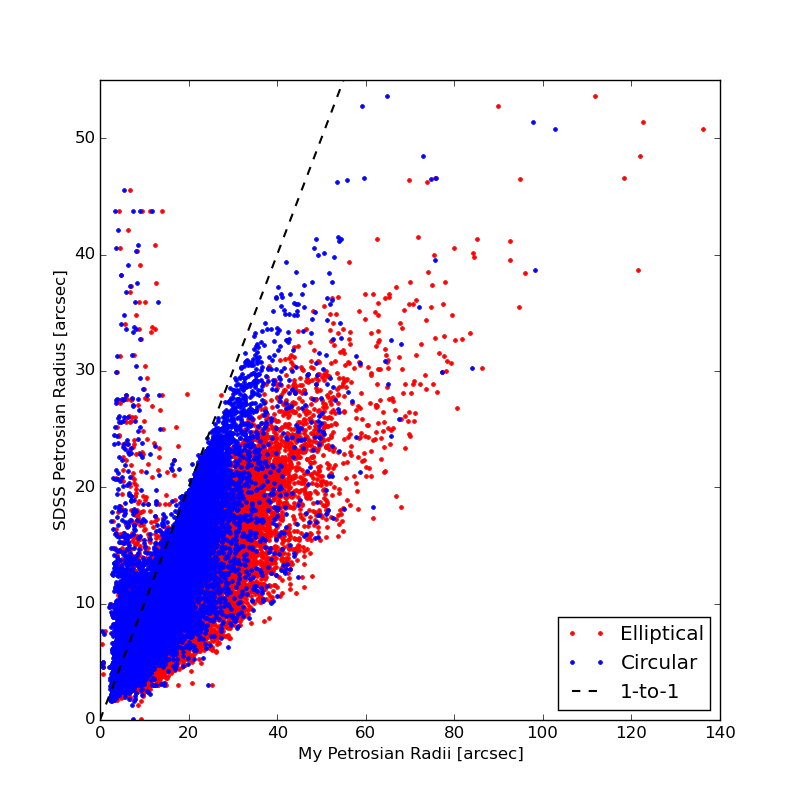 50
40
30
20
10
0
SDSS Petrosian Radius [arcsec]
0 20 40 60 80 100 120 140
My Petrosian Radii [arcsec]
Elliptical
Circular
1-to-1